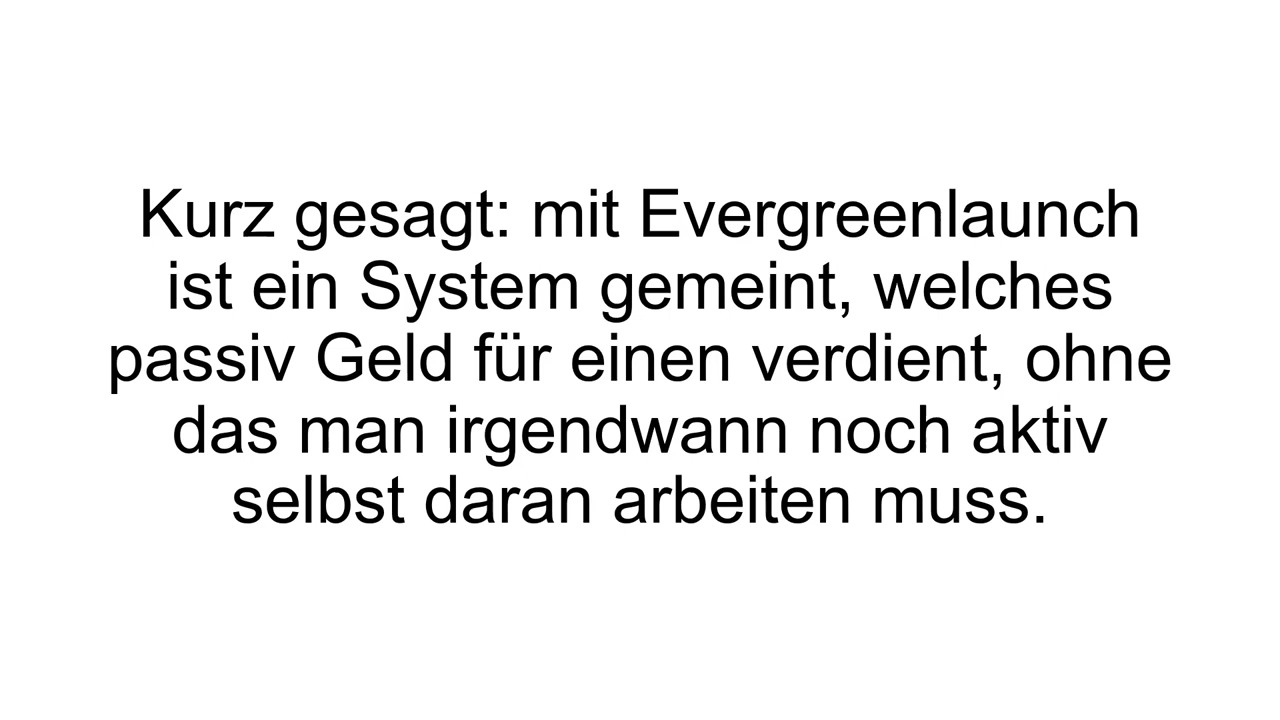 Kurz gesagt: mit Evergreenlaunch
ist ein System gemeint, welches
passiv Geld für einen verdient, ohne
das man irgendwann noch aktiv
selbst daran arbeiten muss.